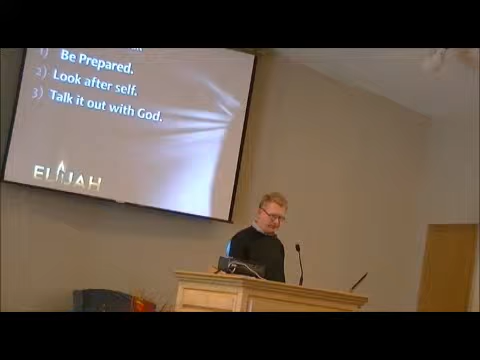 1) Be Prepared.
2) Look after self.
3) Talk it out with God.
ELIJAH